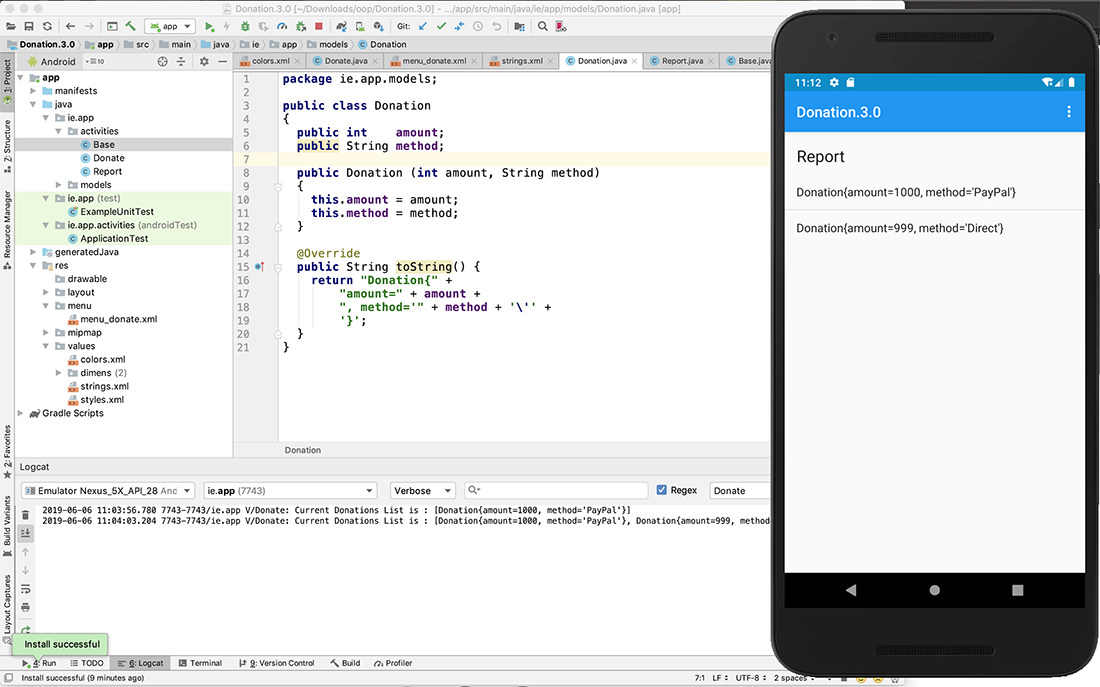 Donation.3.0 [~/Downloads/oop/Donation.3.0] - .../app/src/main/java/ie/app/models/Donation.java [app]
app
Git:
Donation.3.0 app src main java ie app models Donation
Android
10
colors.xml Donate.java menu_donate.xml strings.xml Donation.java Report.java Base.java
1: Project
Z: Structure
Resource Manager
2: Favorites
Build Variants
Layout Captures
app
manifests
java
ie.app
activities
Base
Donate
Report
models
ie.app (test)
ExampleUnitTest
ie.app.activities (androidTest)
ApplicationTest
generatedJava
res
drawable
layout
menu
menu_donate.xml
mipmap
values
colors.xml
dimens (2)
strings.xml
styles.xml
Gradle Scripts
1 package ie.app.models;
2
3 public class Donation
4 {
5 public int    amount;
6 public String method;
7
8 public Donation (int amount, String method)
9 {
10 this.amount = amount;
11 this.method = method;
12 }
13
14 @Override
15 public String toString() {
16 return "Donation{" +
17 "amount=" + amount +
18 ", method='" + method + '\'' +
19 '}';
20 }
21 }
Donation
Logcat
Emulator Nexus_5X_API_28 And
ie.app (7743)
Verbose
Regex
Donate
2019-06-06 11:03:56.780 7743-7743/ie.app V/Donate: Current Donations List is : [Donation{amount=1000, method='PayPal'}]
2019-06-06 11:04:03.204 7743-7743/ie.app V/Donate: Current Donations List is : [Donation{amount=1000, method='PayPal'}, Donation{amount=999, method
Install successful
4: Run TODO 6: Logcat Terminal 9: Version Control Build Profiler
Install successful (9 minutes ago)
7:1 LF UTF-8 2 spaces
11:12
Donation.3.0
Report
Donation{amount=1000, method='PayPal'}
Donation{amount=999, method='Direct'}